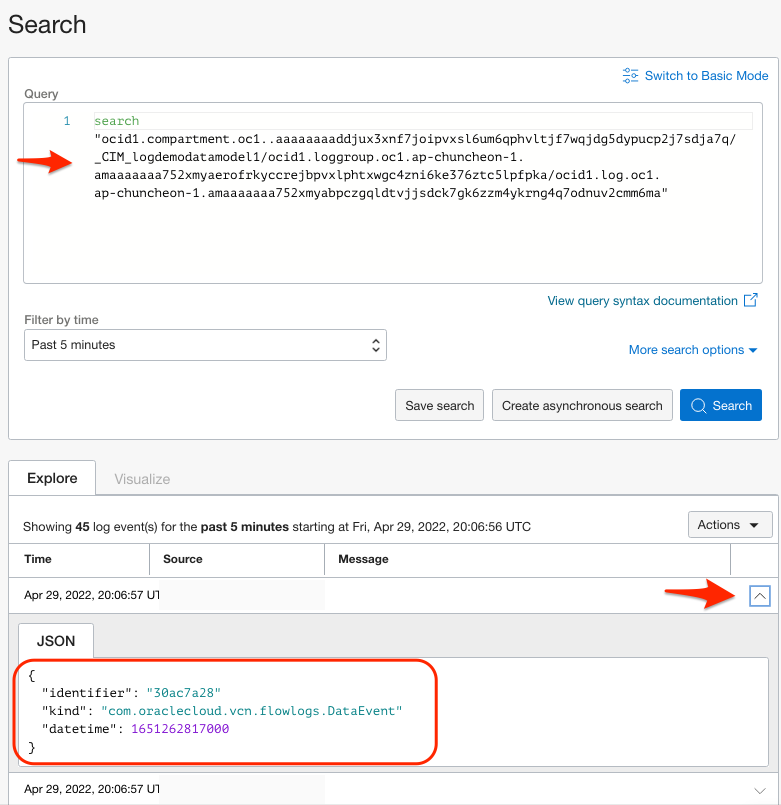 Search
Switch to Basic Mode
Query
1 search
"ocid1.compartment.oc1..aaaaaaaaddjux3xnf7joipvxsl6um6qphvltjf7wqjdg5dypucp2j7sdja7q/
_CIM_logdemodatamodel1/ocid1.loggroup.oc1.ap-chuncheon-1.
amaaaaaaa752xmyaerofrkyccrejbpvxlphtxwgc4zni6ke376ztc5lpfpka/ocid1.log.oc1.
ap-chuncheon-1.amaaaaaaa752xmyabpczgqldtvjjsdck7gk6zzm4ykrng4q7odnuv2cmm6ma"
View query syntax documentation
Filter by time
Past 5 minutes
More search options
Save search
Create asynchronous search
Search
Explore
Visualize
Showing 45 log event(s) for the past 5 minutes starting at Fri, Apr 29, 2022, 20:06:56 UTC
Actions
Time Source Message
Apr 29, 2022, 20:06:57 UT
JSON
{
"identifier": "30ac7a28"
"kind": "com.oraclecloud.vcn.flowlogs.DataEvent"
"datetime": 1651262817000
}
Apr 29, 2022, 20:06:57 UT